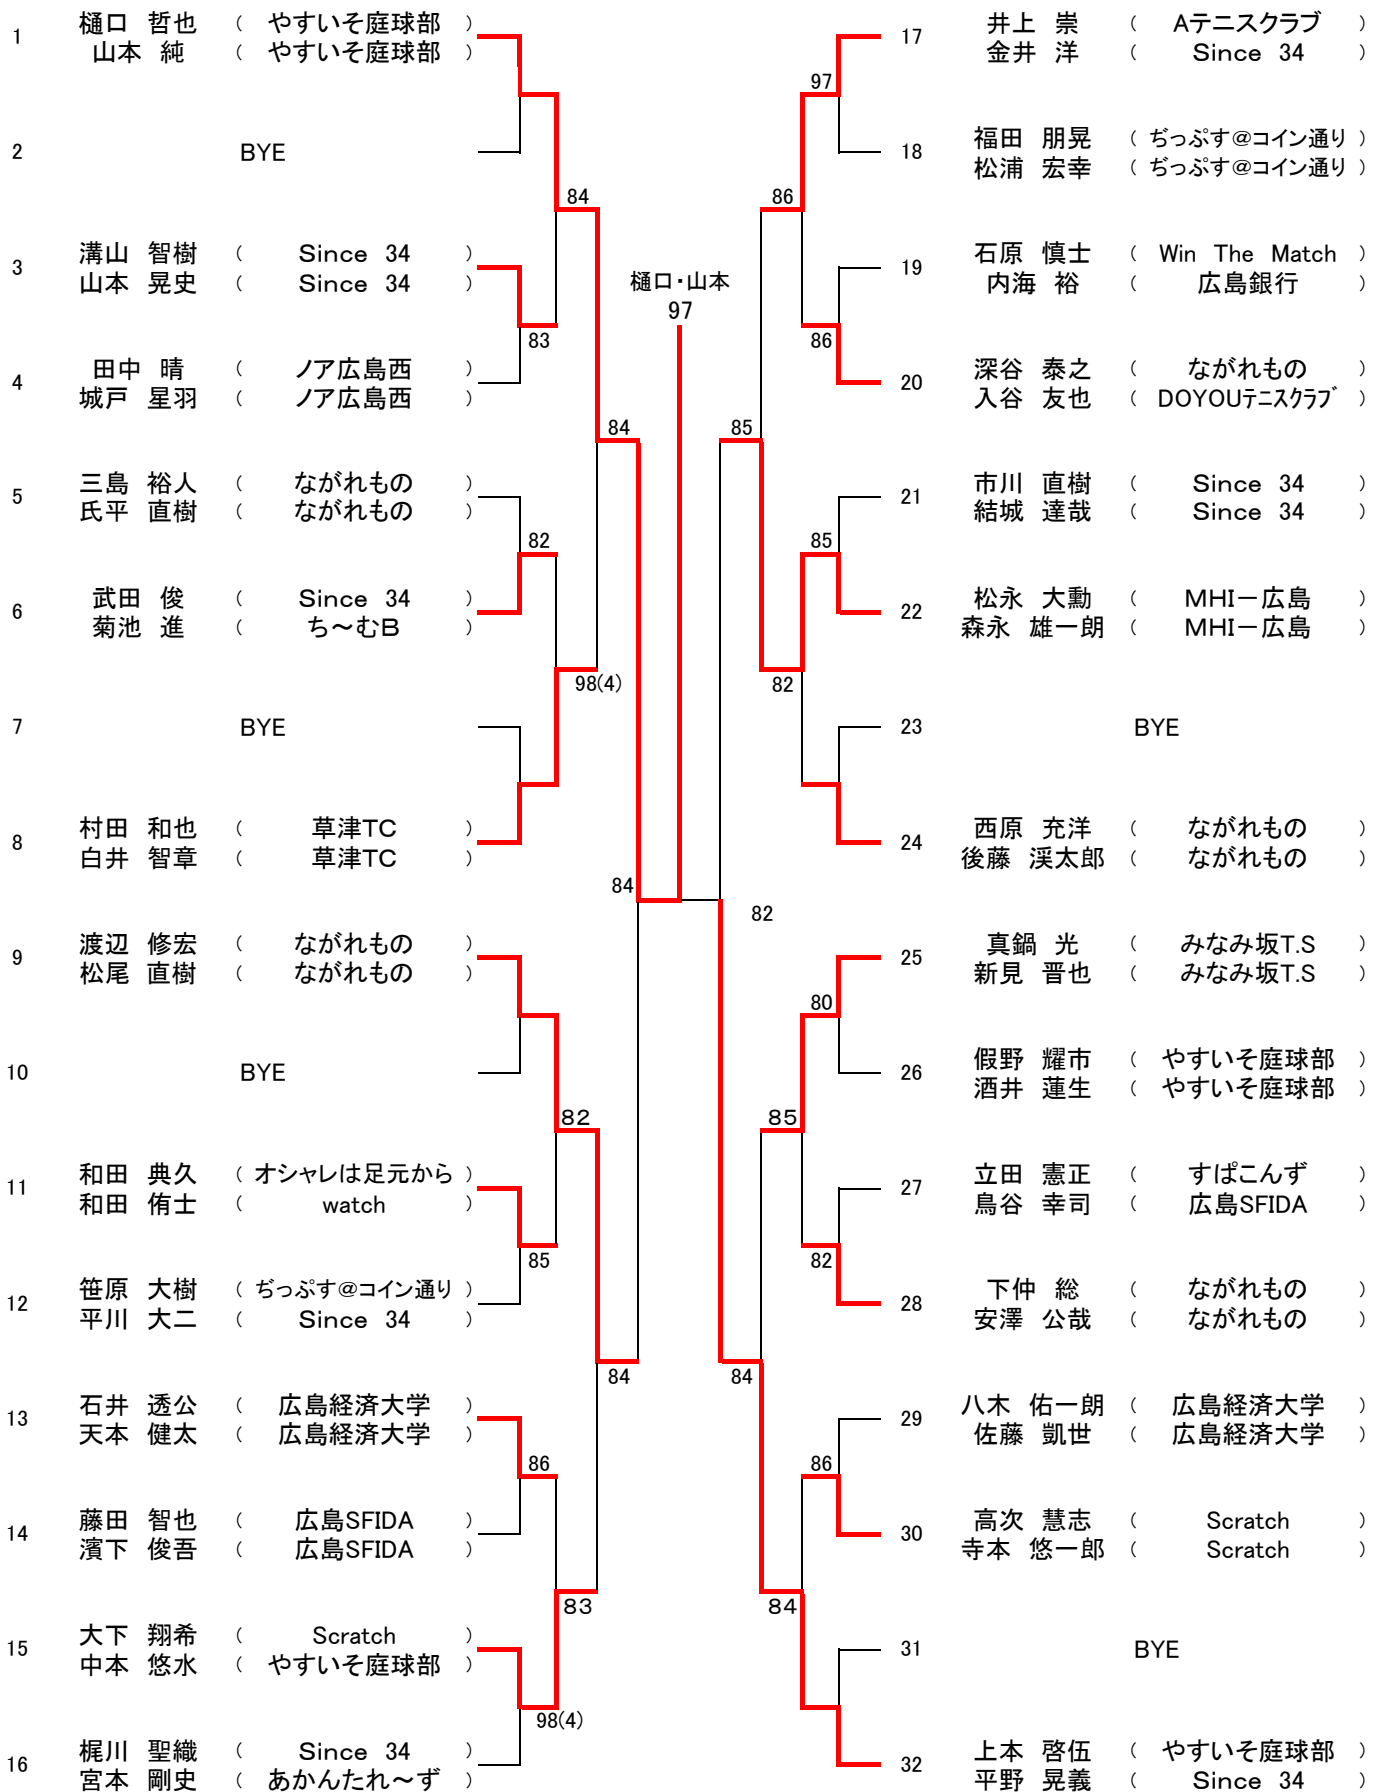 1 樋口 哲也 ( やすいそ庭球部 )
山本 純 ( やすいそ庭球部 )
2 BYE
84
3 溝山 智樹 ( Since 34 )
山本 晃史 ( Since 34 )
83
4 田中 晴 ( ノア広島西 )
城戸 星羽 ( ノア広島西 )
84
5 三島 裕人 ( ながれもの )
氏平 直樹 ( ながれもの )
82
6 武田 俊 ( Since 34 )
菊池 進 ( ち～むB )
98(4)
7 BYE
8 村田 和也 ( 草津TC )
白井 智章 ( 草津TC )
84
9 渡辺 修宏 ( ながれもの )
松尾 直樹 ( ながれもの )
10 BYE
82
11 和田 典久 ( オシャレは足元から )
和田 侑士 ( watch )
85
12 笹原 大樹 ( ぢっぷす@コイン通り )
平川 大二 ( Since 34 )
84
13 石井 透公 ( 広島経済大学 )
天本 健太 ( 広島経済大学 )
86
14 藤田 智也 ( 広島SFIDA )
濱下 俊吾 ( 広島SFIDA )
83
15 大下 翔希 ( Scratch )
中本 悠水 ( やすいそ庭球部 )
98(4)
16 梶川 聖織 ( Since 34 )
宮本 剛史 ( あかんたれ～ず )
樋口・山本
97
17 井上 崇 ( Aテニスクラブ )
金井 洋 ( Since 34 )
97
18 福田 朋晃 ( ぢっぷす@コイン通り )
松浦 宏幸 ( ぢっぷす@コイン通り )
86
19 石原 慎士 ( Win The Match )
内海 裕 ( 広島銀行 )
86
20 深谷 泰之 ( ながれもの )
入谷 友也 ( DOYOUテニスクラブ )
85
21 市川 直樹 ( Since 34 )
結城 達哉 ( Since 34 )
85
22 松永 大勳 ( MHI－広島 )
森永 雄一朗 ( MHI－広島 )
82
23 BYE
24 西原 充洋 ( ながれもの )
後藤 渓太郎 ( ながれもの )
82
25 真鍋 光 ( みなみ坂T.S )
新見 晋也 ( みなみ坂T.S )
80
26 假野 耀市 ( やすいそ庭球部 )
酒井 蓮生 ( やすいそ庭球部 )
85
27 立田 憲正 ( すぱこんず )
鳥谷 幸司 ( 広島SFIDA )
82
28 下仲 総 ( ながれもの )
安澤 公哉 ( ながれもの )
84
29 八木 佑一朗 ( 広島経済大学 )
佐藤 凱世 ( 広島経済大学 )
86
30 高次 慧志 ( Scratch )
寺本 悠一郎 ( Scratch )
84
31 BYE
32 上本 啓伍 ( やすいそ庭球部 )
平野 晃義 ( Since 34 )